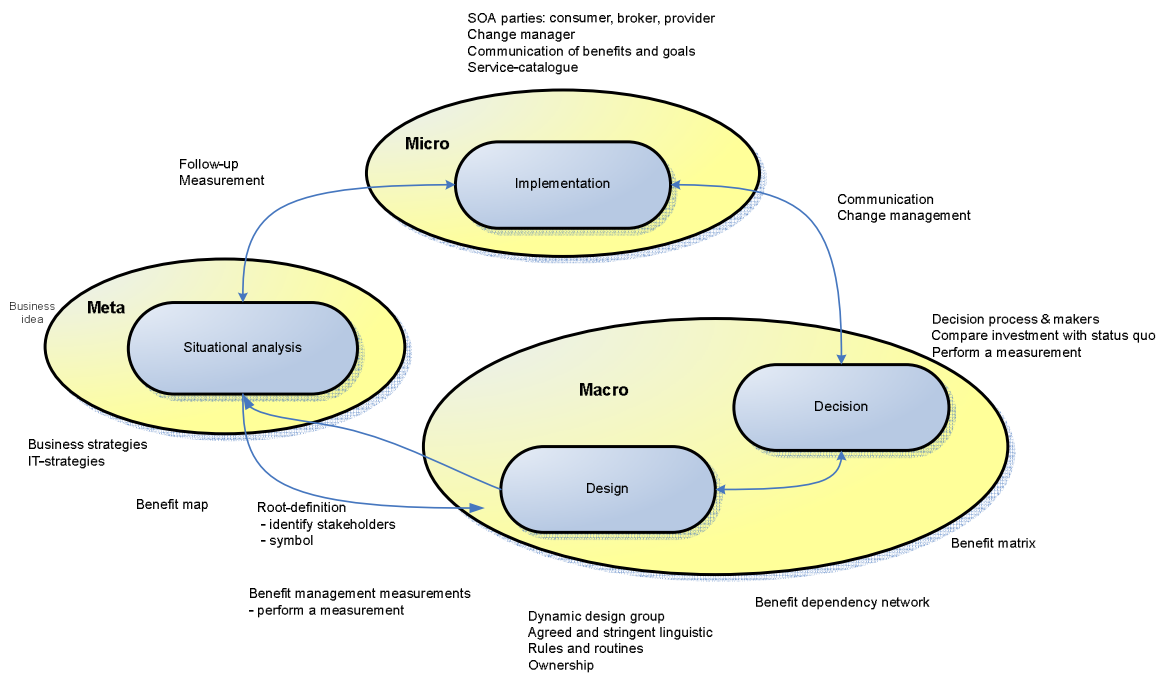 SOA parties: consumer, broker, provider
Change manager
Communication of benefits and goals
Service-catalogue
Micro
Implementation
Follow-up
Measurement
Communication
Change management
Business
idea
Meta
Situational analysis
Decision process & makers
Compare investment with status quo
Perform a measurement
Macro
Decision
Business strategies
IT-strategies
Design
Benefit map
Root-definition
- identify stakeholders
- symbol
Benefit matrix
Benefit management measurements
- perform a measurement
Benefit dependency network
Dynamic design group
Agreed and stringent linguistic
Rules and routines
Ownership